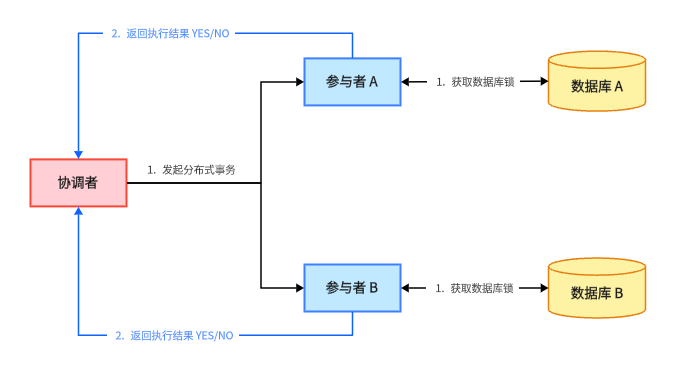 2. 返回执行结果 YES/NO
参与者 A
1. 获取数据库锁
数据库 A
1. 发起分布式事务
协调者
参与者 B
1. 获取数据库锁
数据库 B
2. 返回执行结果 YES/NO